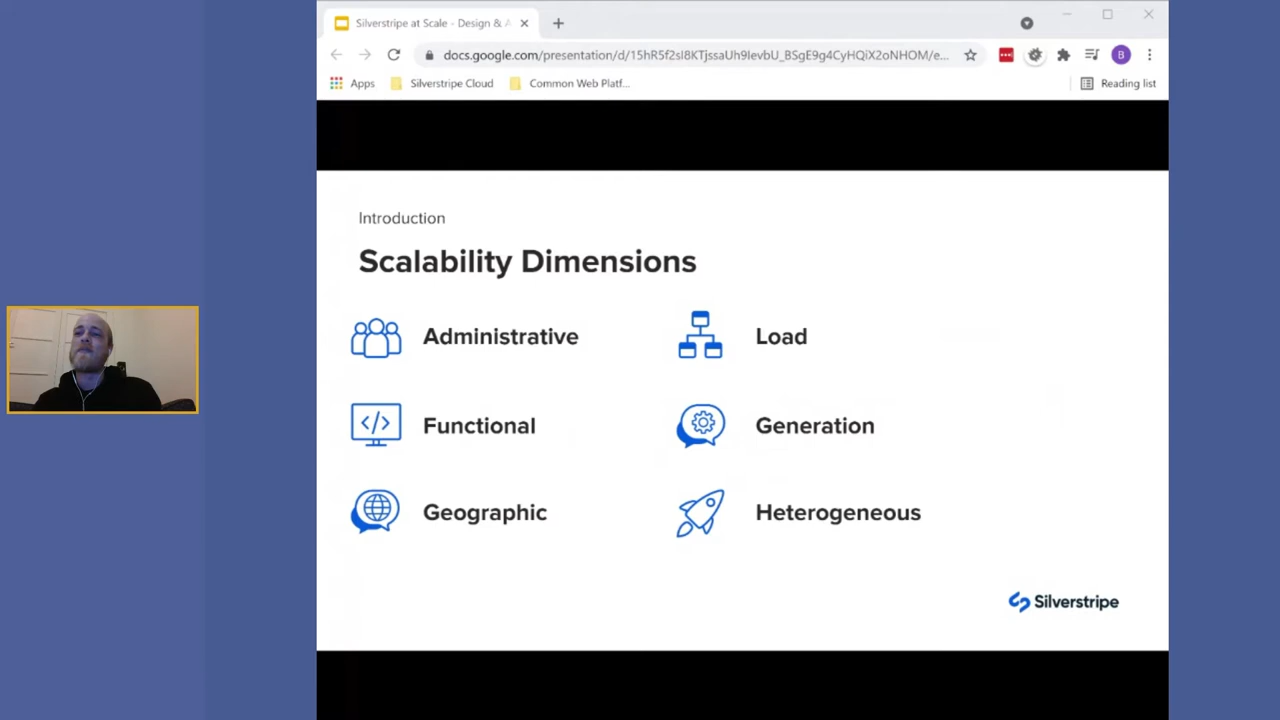 Silverstripe at Scale - Design & A
docs.google.com/presentation/d/15hR5f2sI8KTjssaUh9IevbU_BSgE9g4CyHQiX2oNHOM/e...
B
Apps
Silverstripe Cloud
Common Web Platf...
Reading list
Introduction
Scalability Dimensions
Administrative
Load
Functional
Generation
Geographic
Heterogeneous
Silverstripe